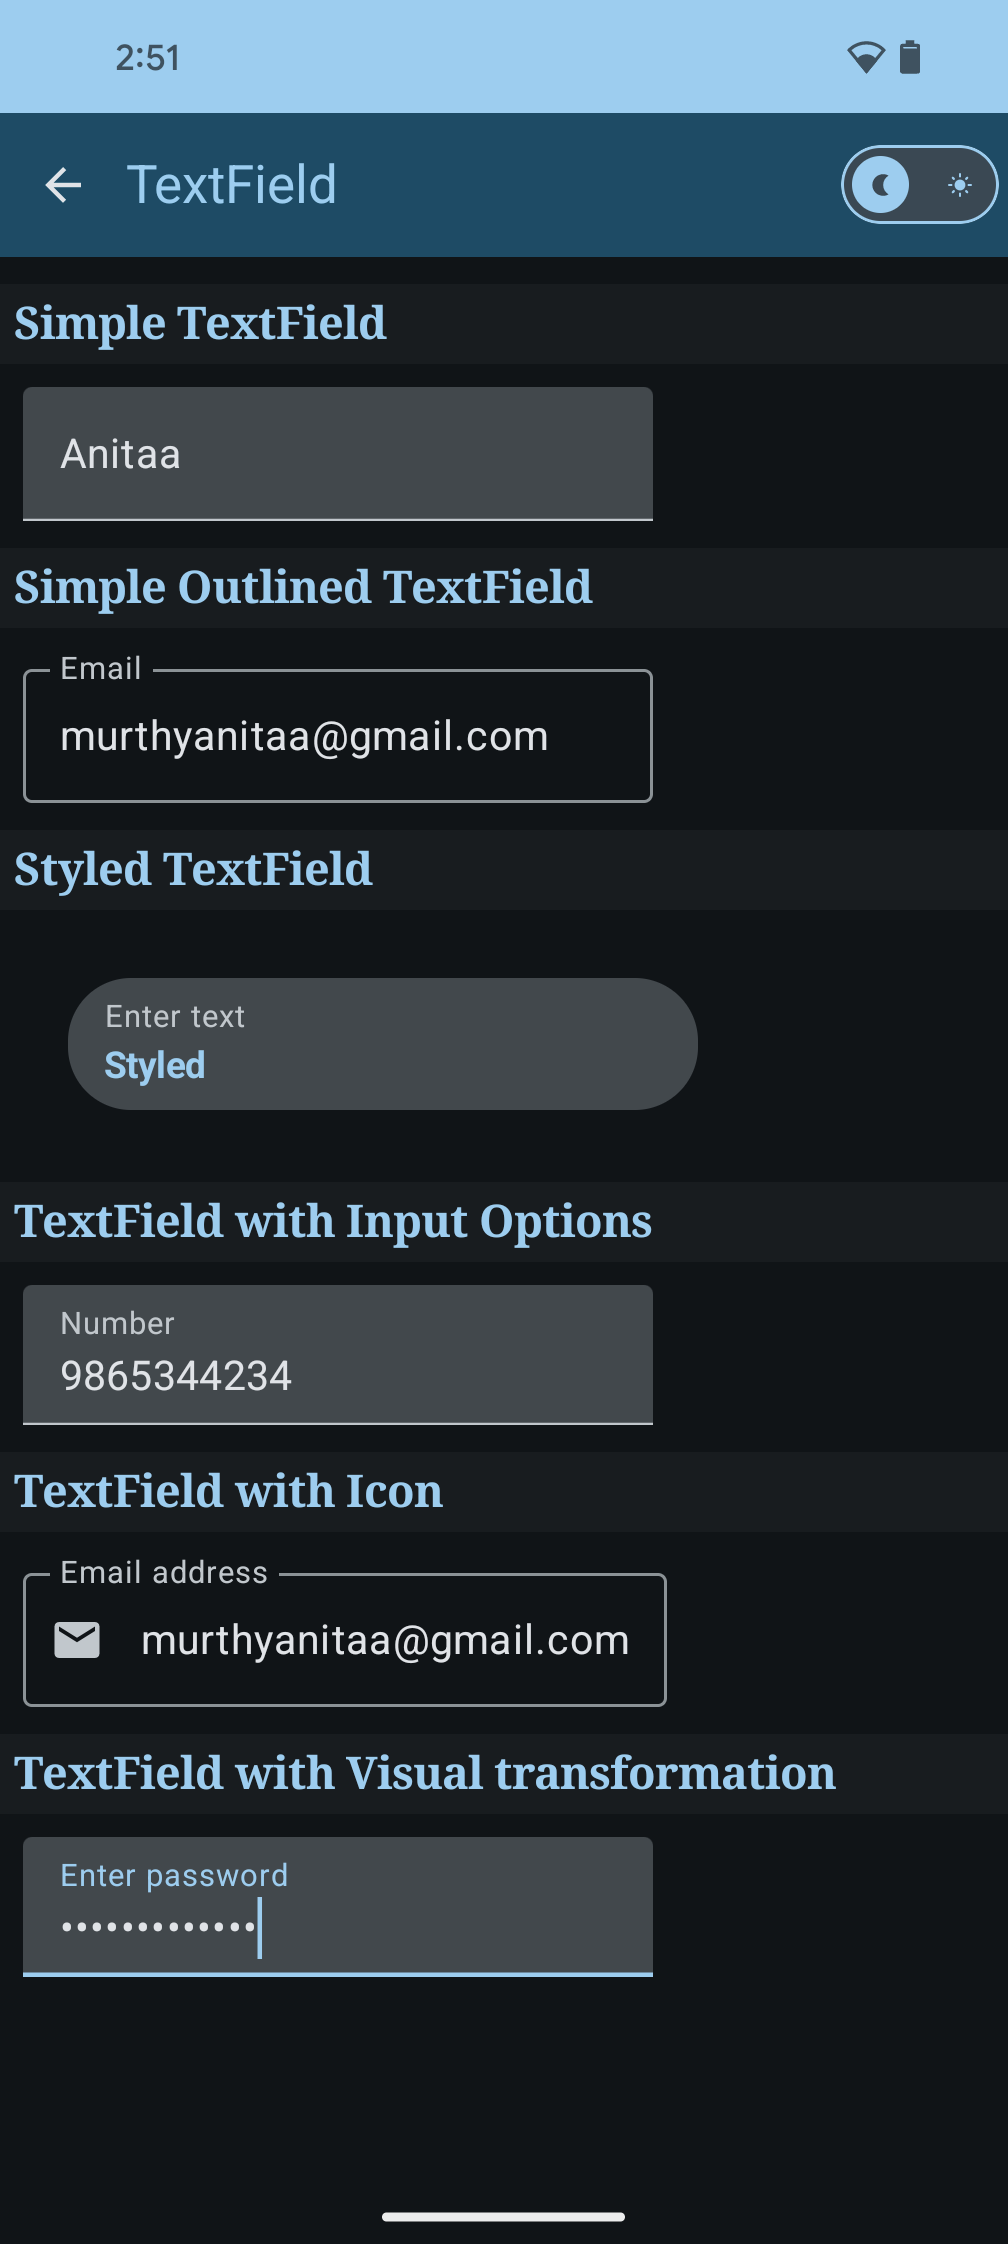 2:51
TextField
Simple TextField
Anitaa
Simple Outlined TextField
Email
murthyanitaa@gmail.com
Styled TextField
Enter text
Styled
TextField with Input Options
Number
9865344234
TextField with Icon
Email address
murthyanitaa@gmail.com
TextField with Visual transformation
Enter password
•••••••••••••